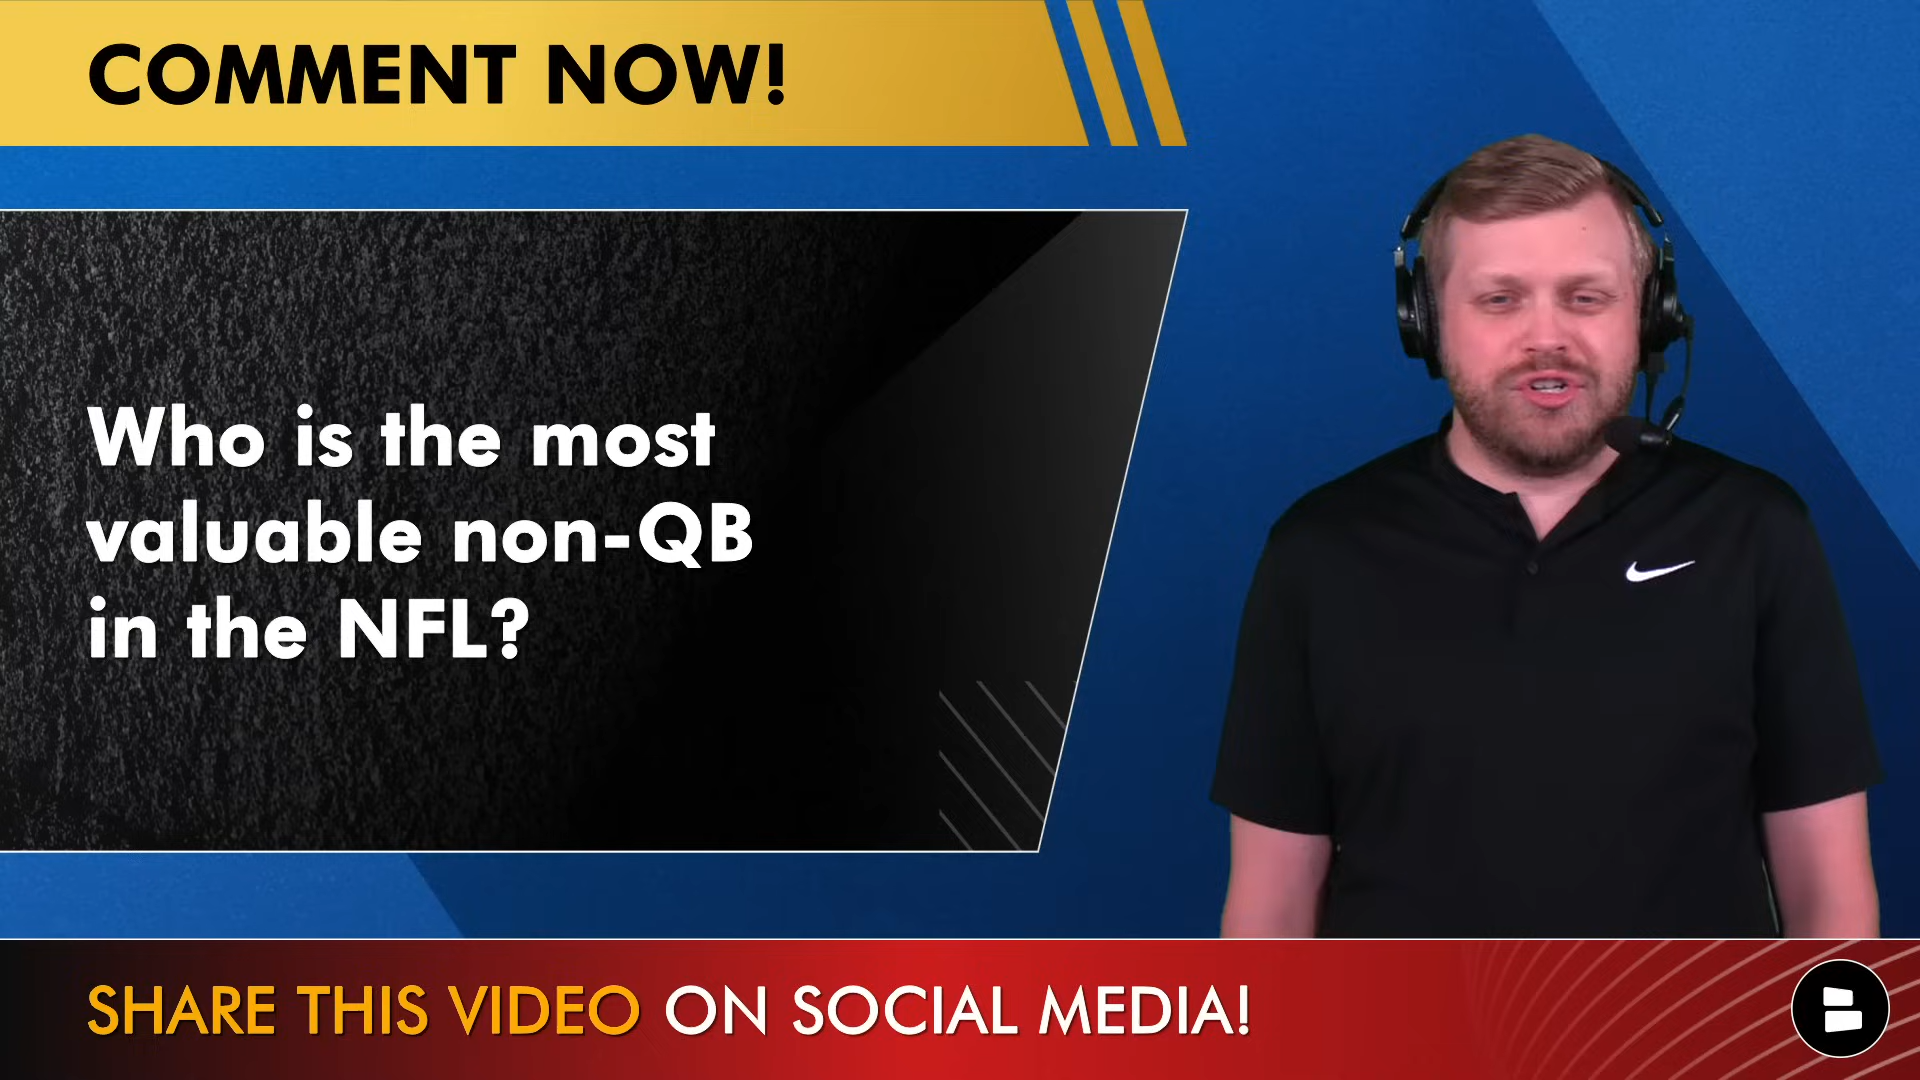 COMMENT NOW!
Who is the most
valuable non-QB
in the NFL?
SHARE THIS VIDEO ON SOCIAL MEDIA!